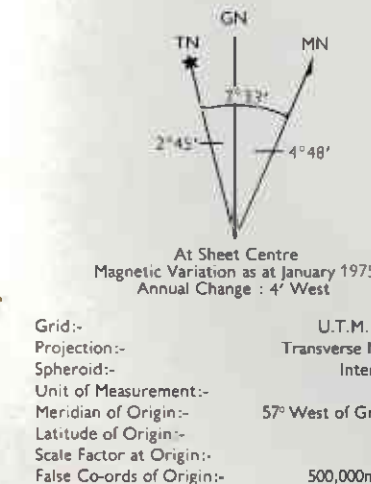 GN
TN MN
7°33'
2°45' 4°48'
At Sheet Centre
Magnetic Variation as at January 1975
Annual Change : 4' West
Grid:- U.T.M.
Projection:- Transverse M
Spheroid:- Inter
Unit of Measurement:-
Meridian of Origin:- 57° West of Gr
Latitude of Origin:-
Scale Factor at Origin:-
False Co-ords of Origin:- 500,000m